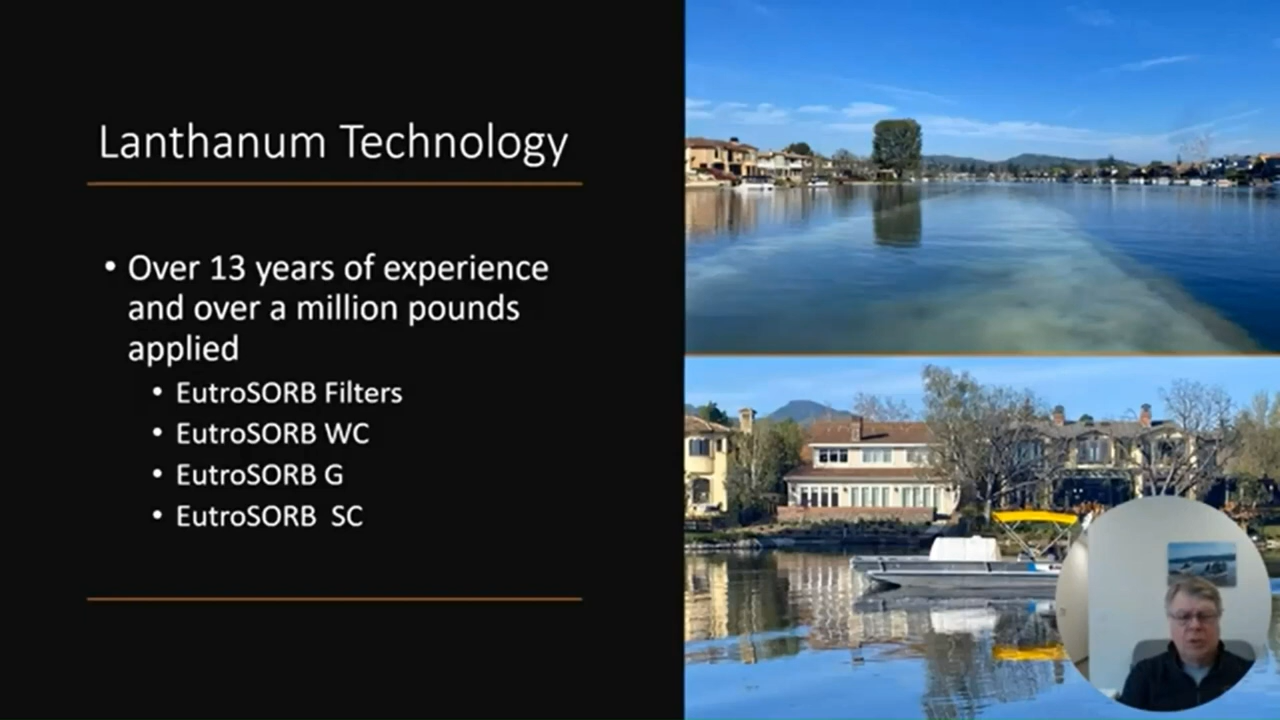 Lanthanum Technology
• Over 13 years of experience
and over a million pounds
applied
• EutroSORB Filters
• EutroSORB WC
• EutroSORB G
• EutroSORB  SC